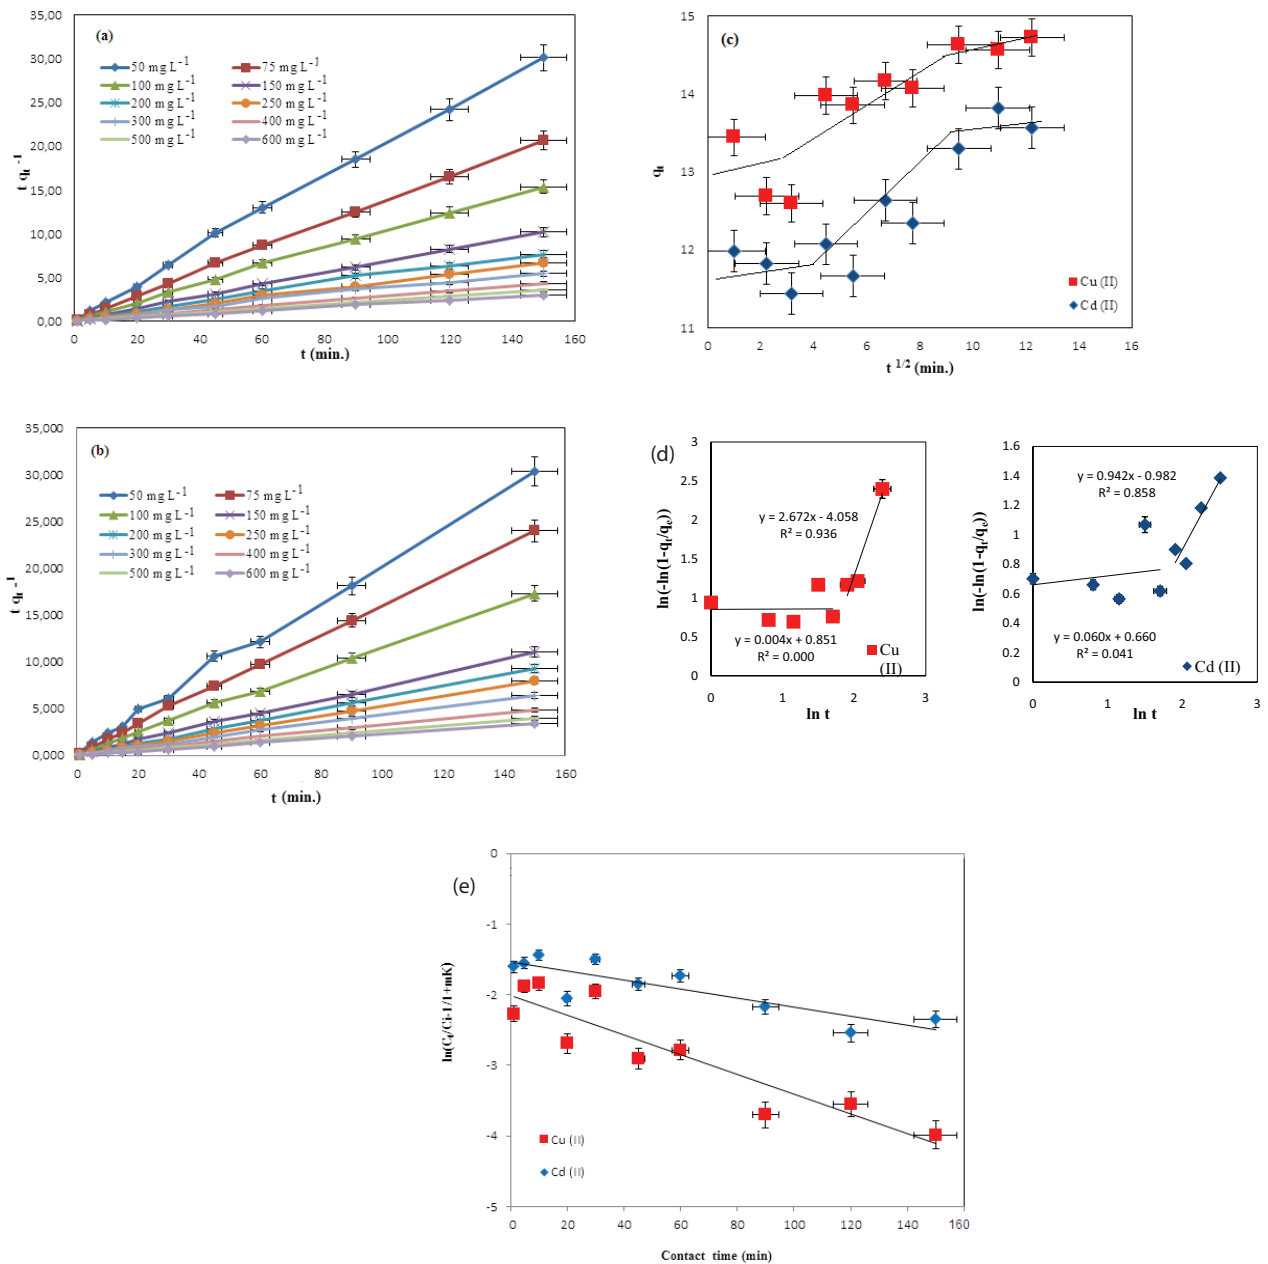 (a)
35,00
30,00
25,00
20,00
15,00
10,00
5,00
0,00
t qt -1
50 mg L-1
75 mg L-1
100 mg L-1
150 mg L-1
200 mg L-1
250 mg L-1
300 mg L-1
400 mg L-1
500 mg L-1
600 mg L-1
0 20 40 60 80 100 120 140 160
t (min.)
(c)
15
14
13
12
11
qt
Cu (II)
Cd (II)
0 2 4 6 8 10 12 14 16
t 1/2 (min.)
(b)
35,000
30,000
25,000
20,000
15,000
10,000
5,000
0,000
t qt -1
50 mg L-1
75 mg L-1
100 mg L-1
150 mg L-1
200 mg L-1
250 mg L-1
300 mg L-1
400 mg L-1
500 mg L-1
600 mg L-1
0 20 40 60 80 100 120 140 160
t (min.)
(d)
3
2.5
2
1.5
1
0.5
0
ln(-ln(1-qt/qe))
y = 2.672x - 4.058
R² = 0.936
y = 0.004x + 0.851
R² = 0.000
Cu
(II)
0 1 2 3
ln t
1.6
1.4
1.2
1
0.8
0.6
0.4
0.2
0
ln(-ln(1-qt/qe))
y = 0.942x - 0.982
R² = 0.858
y = 0.060x + 0.660
R² = 0.041
Cd (II)
0 1 2 3
ln t
(e)
0
-1
-2
-3
-4
-5
ln(Ct/Ci-1/1+mK)
Cu (II)
Cd (II)
0 20 40 60 80 100 120 140 160
Contact time (min)